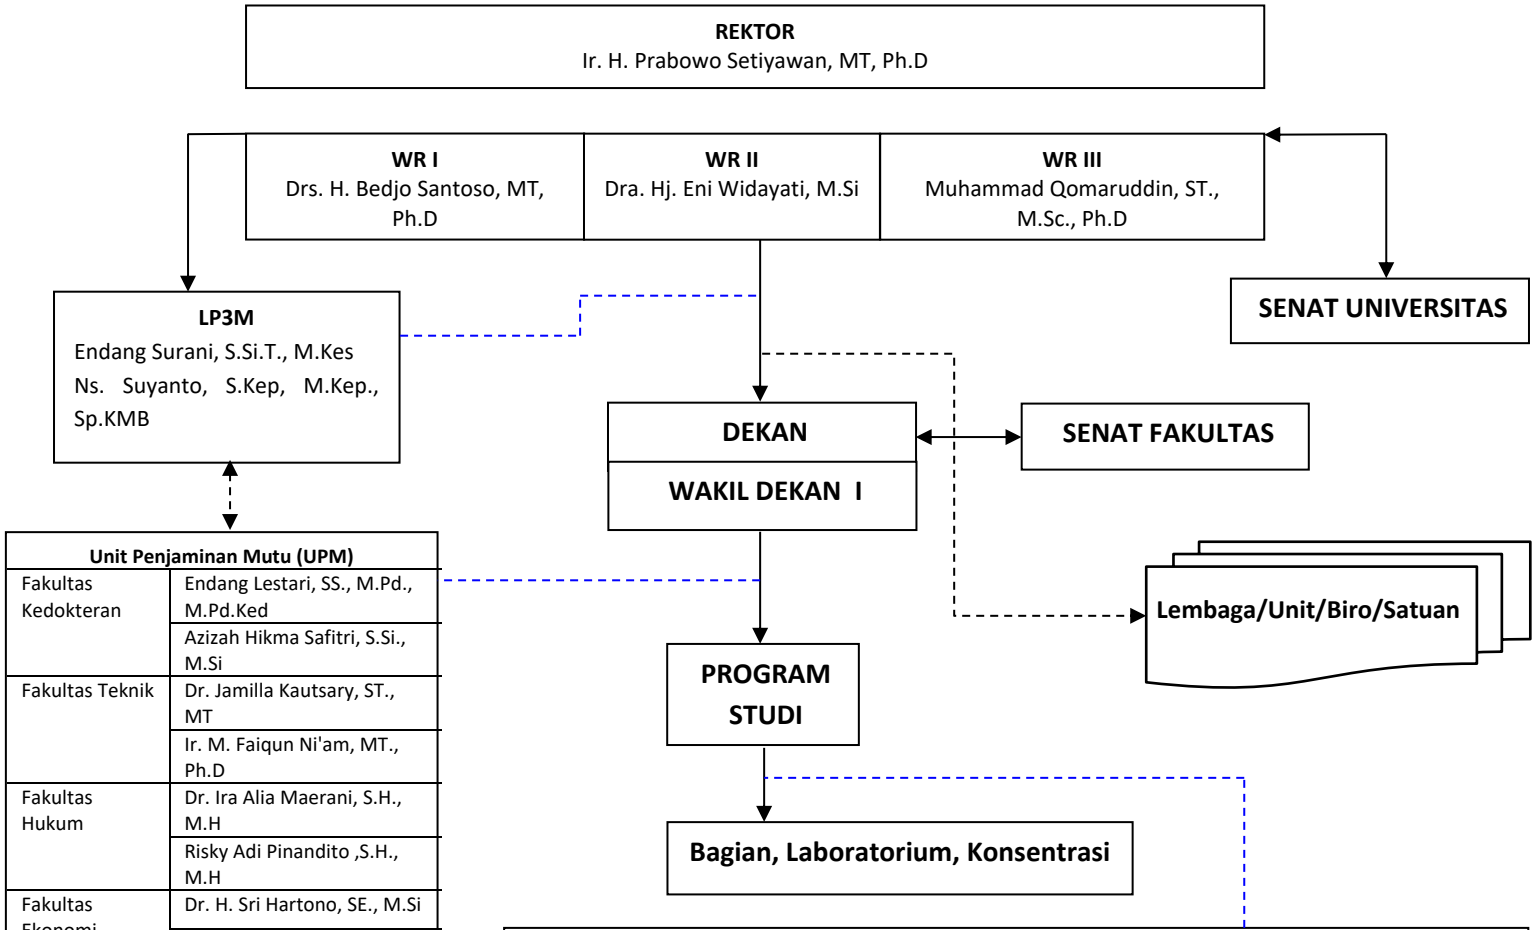 REKTOR
Ir. H. Prabowo Setiyawan, MT, Ph.D
WR I
Drs. H. Bedjo Santoso, MT,
Ph.D
WR II
Dra. Hj. Eni Widayati, M.Si
WR III
Muhammad Qomaruddin, ST.,
M.Sc., Ph.D
SENAT UNIVERSITAS
LP3M
Endang Surani, S.Si.T., M.Kes
Ns. Suyanto, S.Kep, M.Kep.,
Sp.KMB
DEKAN
SENAT FAKULTAS
WAKIL DEKAN I
Unit Penjaminan Mutu (UPM)
Fakultas
Kedokteran
Endang Lestari, SS., M.Pd.,
M.Pd.Ked
Azizah Hikma Safitri, S.Si.,
M.Si
Fakultas Teknik
Dr. Jamilla Kautsary, ST.,
MT
Ir. M. Faiqun Ni'am, MT.,
Ph.D
Fakultas
Hukum
Dr. Ira Alia Maerani, S.H.,
M.H
Risky Adi Pinandito ,S.H.,
M.H
Fakultas
Ekonomi
Dr. H. Sri Hartono, SE., M.Si
Lembaga/Unit/Biro/Satuan
PROGRAM
STUDI
Bagian, Laboratorium, Konsentrasi